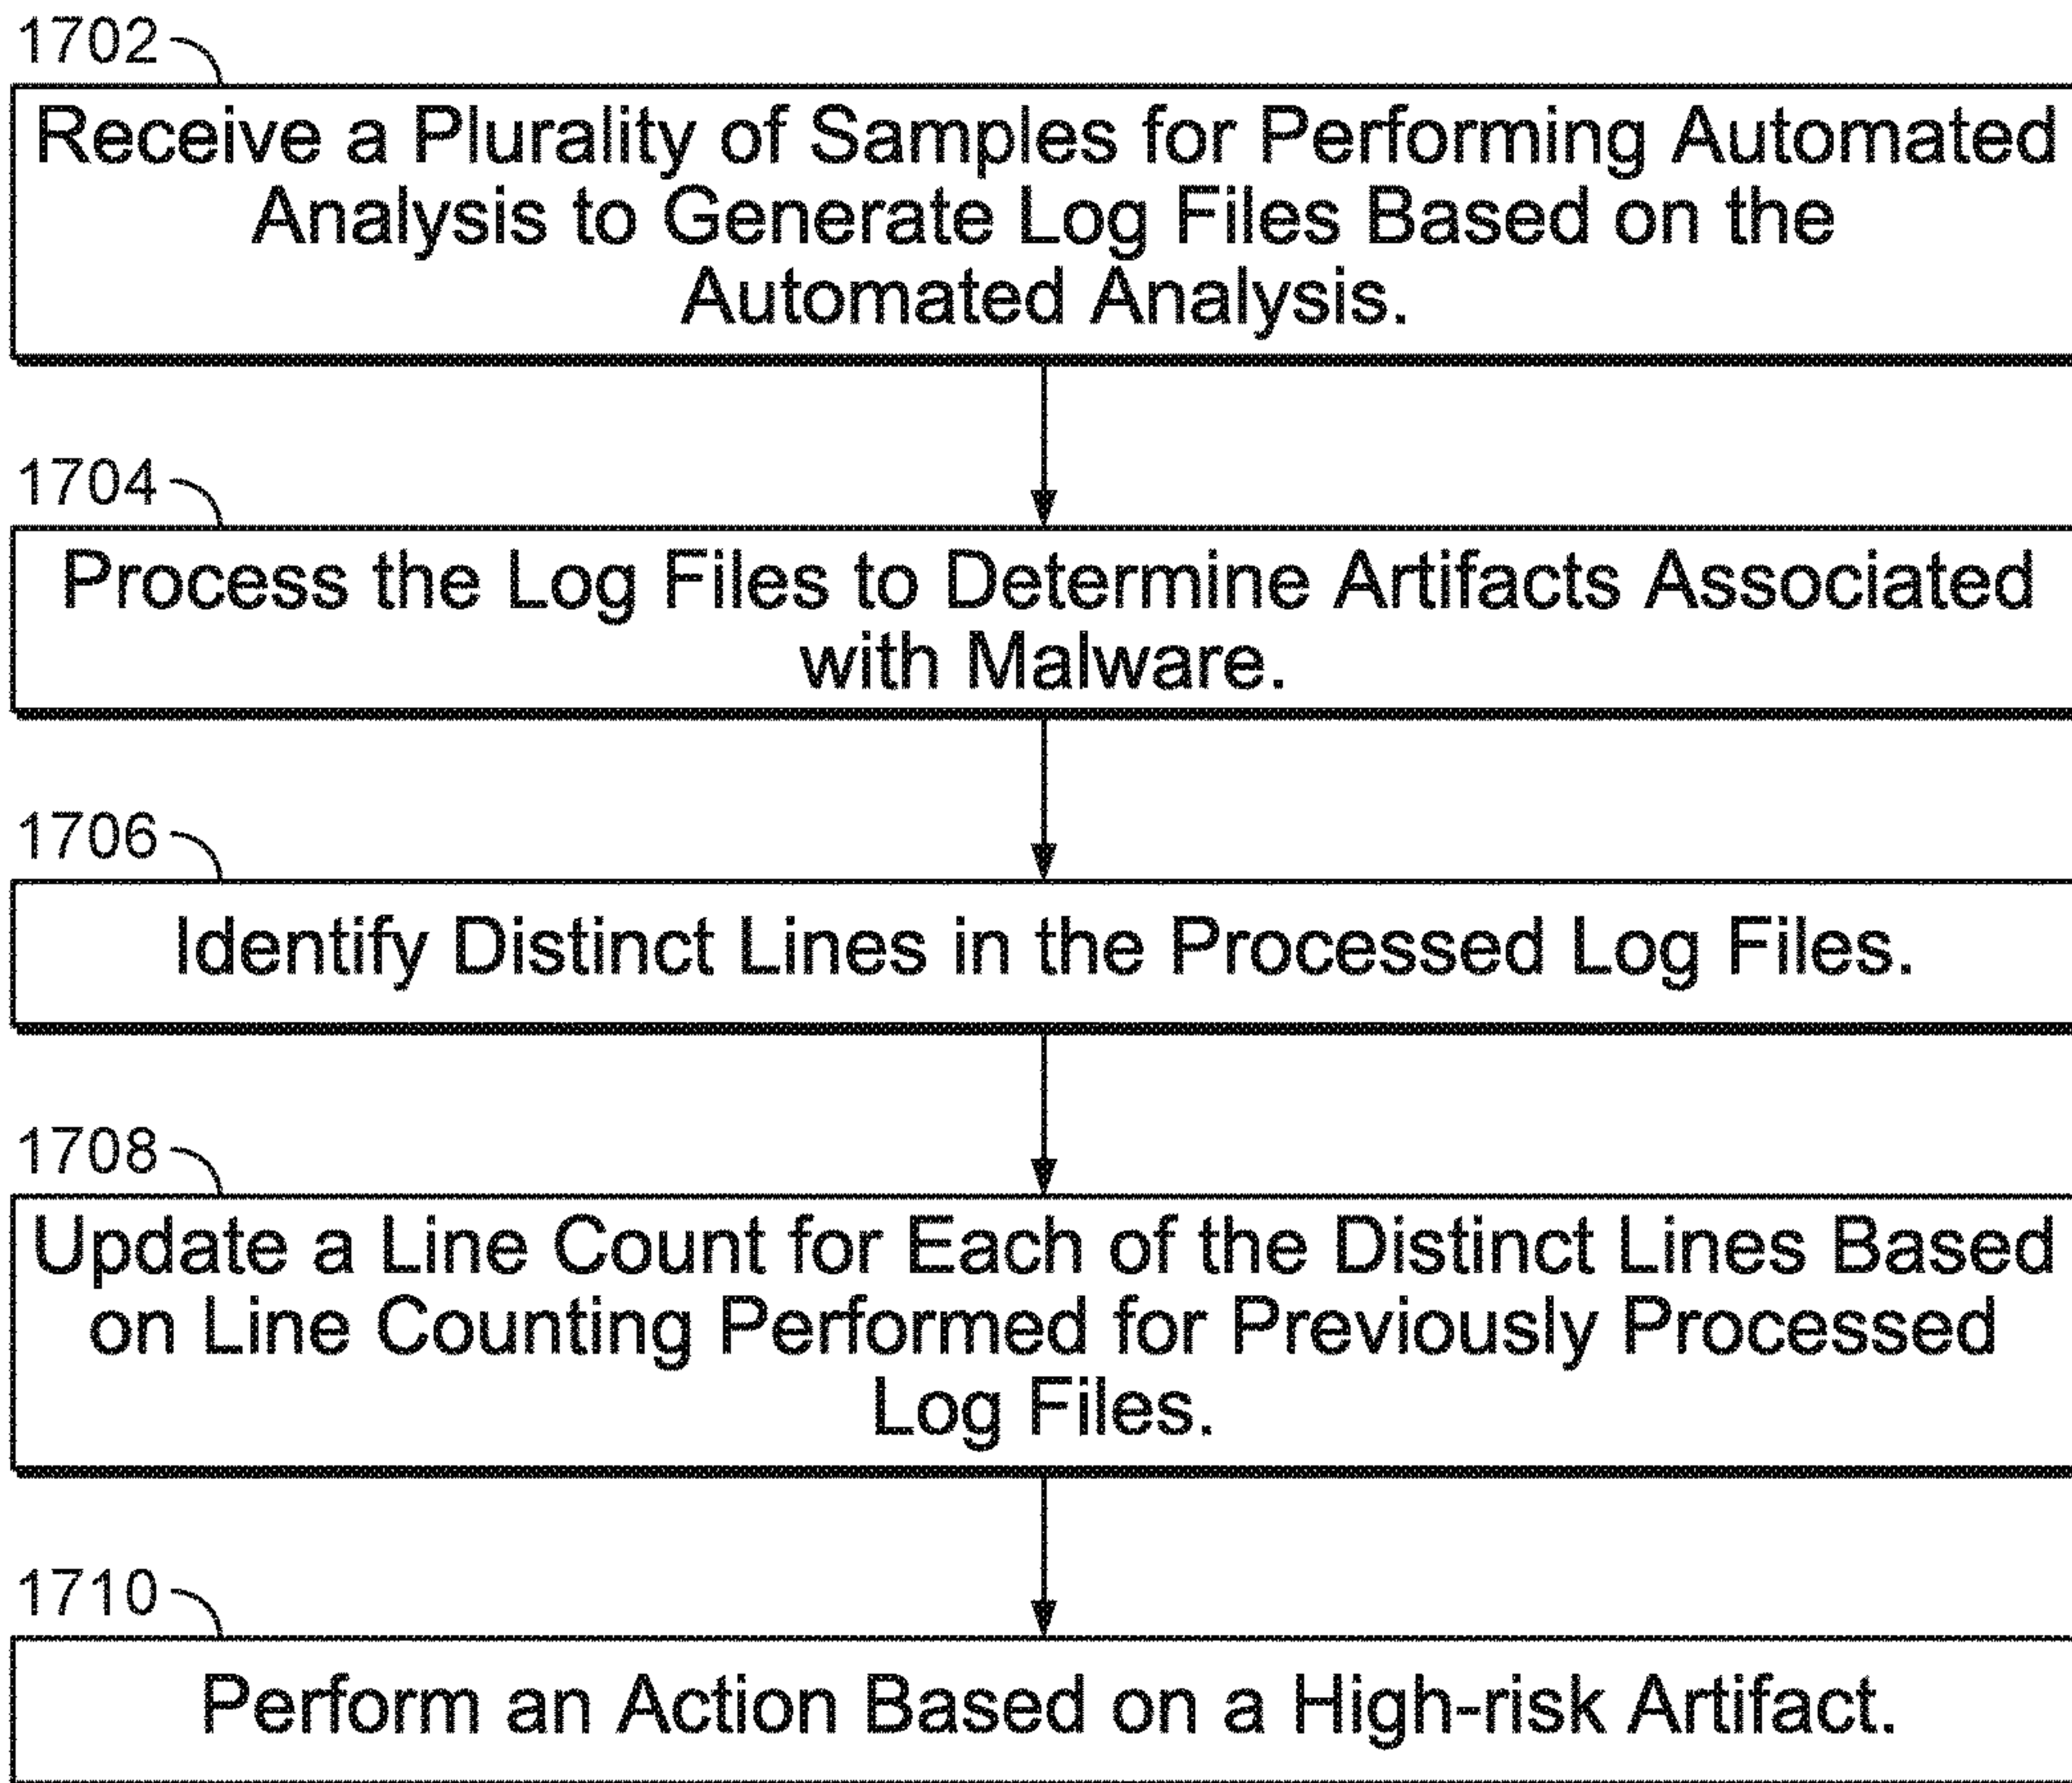 1702
Receive a Plurality of Samples for Performing Automated
Analysis to Generate Log Files Based on the
Automated Analysis.
1704
Process the Log Files to Determine Artifacts Associated
with Malware.
1706
Identify Distinct Lines in the Processed Log Files.
1708
Update a Line Count for Each of the Distinct Lines Based
on Line Counting Performed for Previously Processed
Log Files.
1710
Perform an Action Based on a High-risk Artifact.